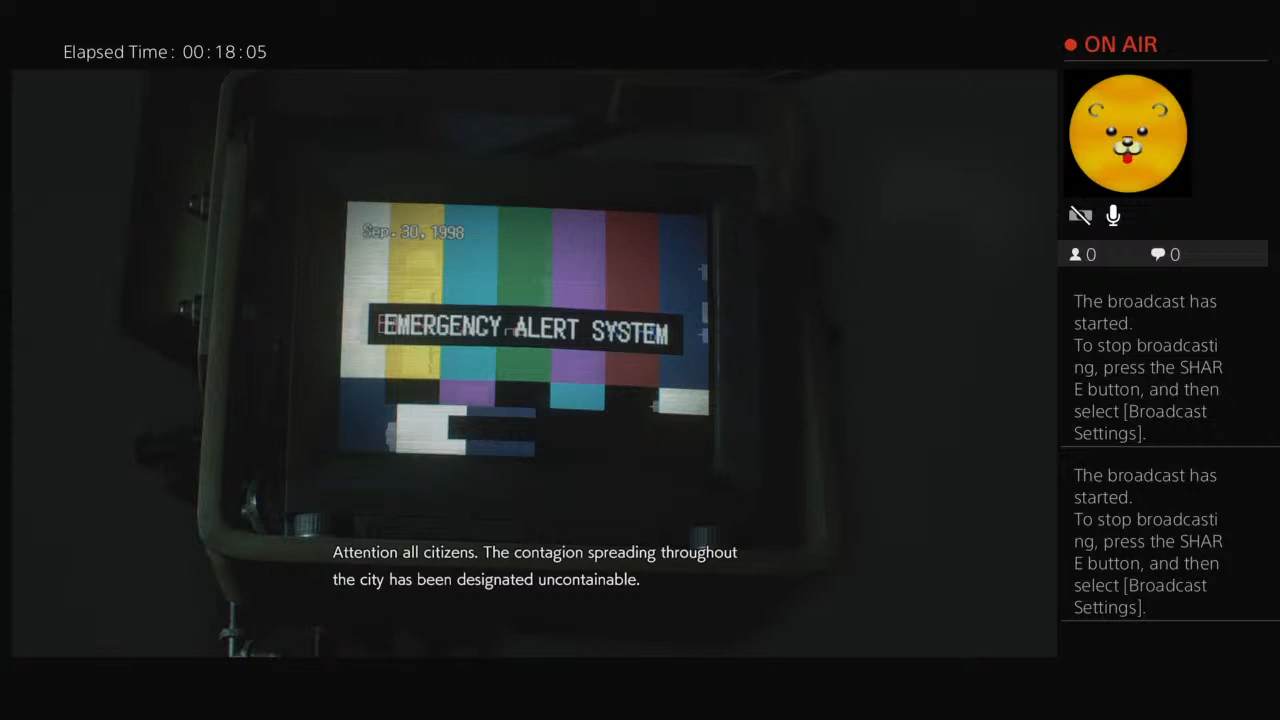 Elapsed Time: 00:18:05
ON AIR
Sep. 30, 1998
EMERGENCY ALERT SYSTEM
0
0
The broadcast has
started.
To stop broadcasti
ng, press the SHAR
E button, and then
select [Broadcast
Settings].
The broadcast has
started.
To stop broadcasti
ng, press the SHAR
E button, and then
select [Broadcast
Settings].
Attention all citizens. The contagion spreading throughout
the city has been designated uncontainable.